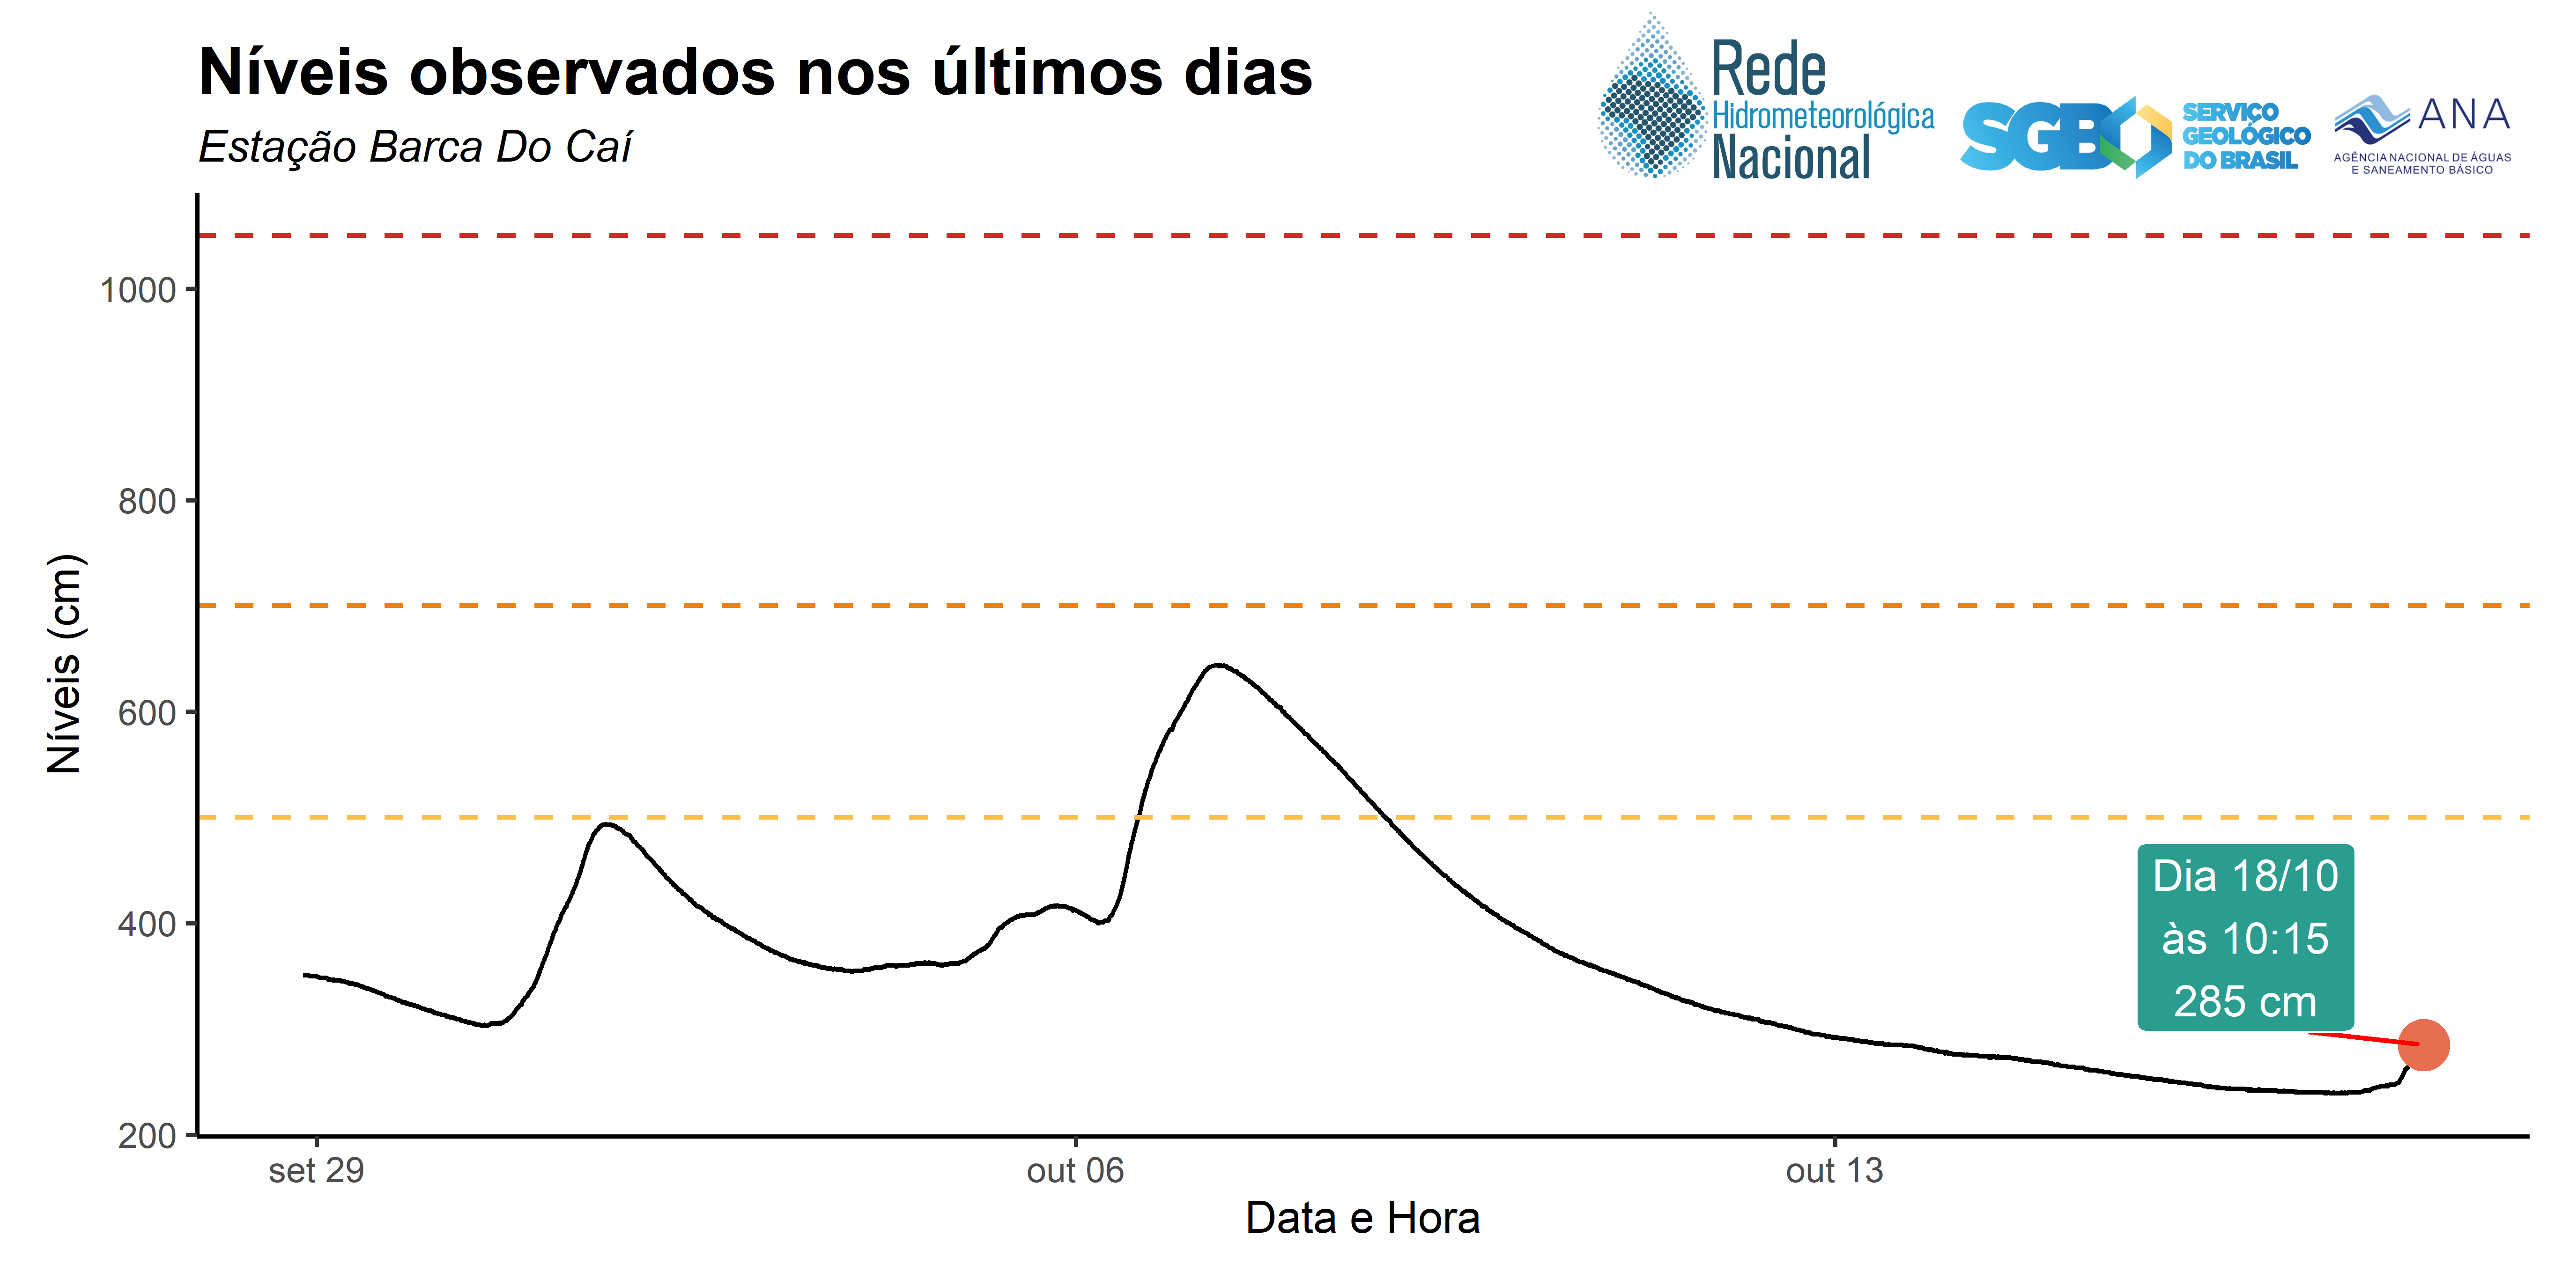 Níveis observados nos últimos dias
Estação Barca Do Caí
Rede
Hidrometeorológica
Nacional
SGB
SERVIÇO
GEOLÓGICO
DO BRASIL
ANA
AGÊNCIA NACIONAL DE ÁGUAS
E SANEAMENTO BÁSICO
Níveis (cm)
1000
800
600
400
200
Dia 18/10
às 10:15
285 cm
set 29
out 06
out 13
Data e Hora